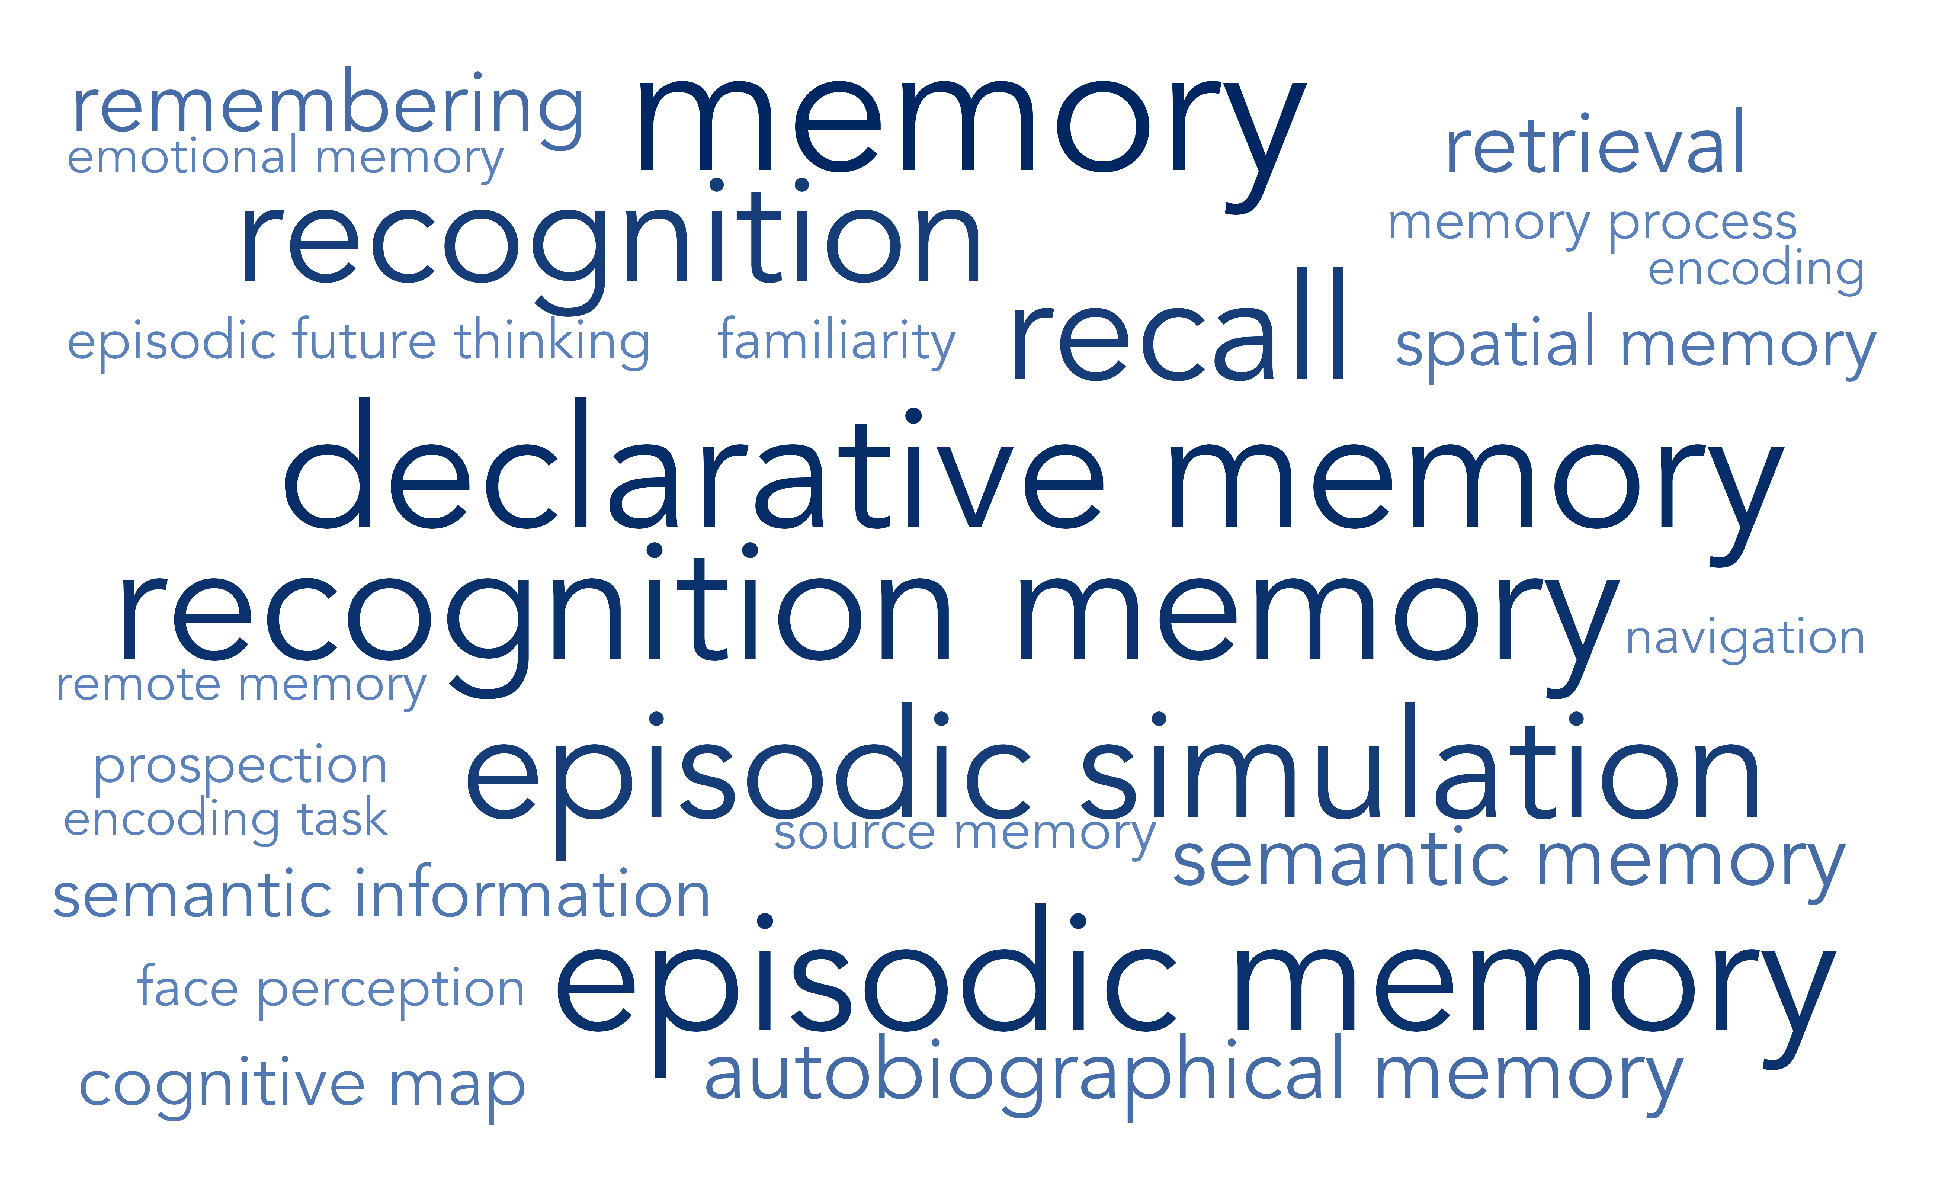 remembering
memory
emotional memory
retrieval
recognition
memory process
encoding
episodic future thinking
familiarity
recall
spatial memory
declarative memory
recognition memory
navigation
remote memory
prospection
episodic simulation
encoding task
source memory
semantic memory
semantic information
face perception
episodic memory
cognitive map
autobiographical memory